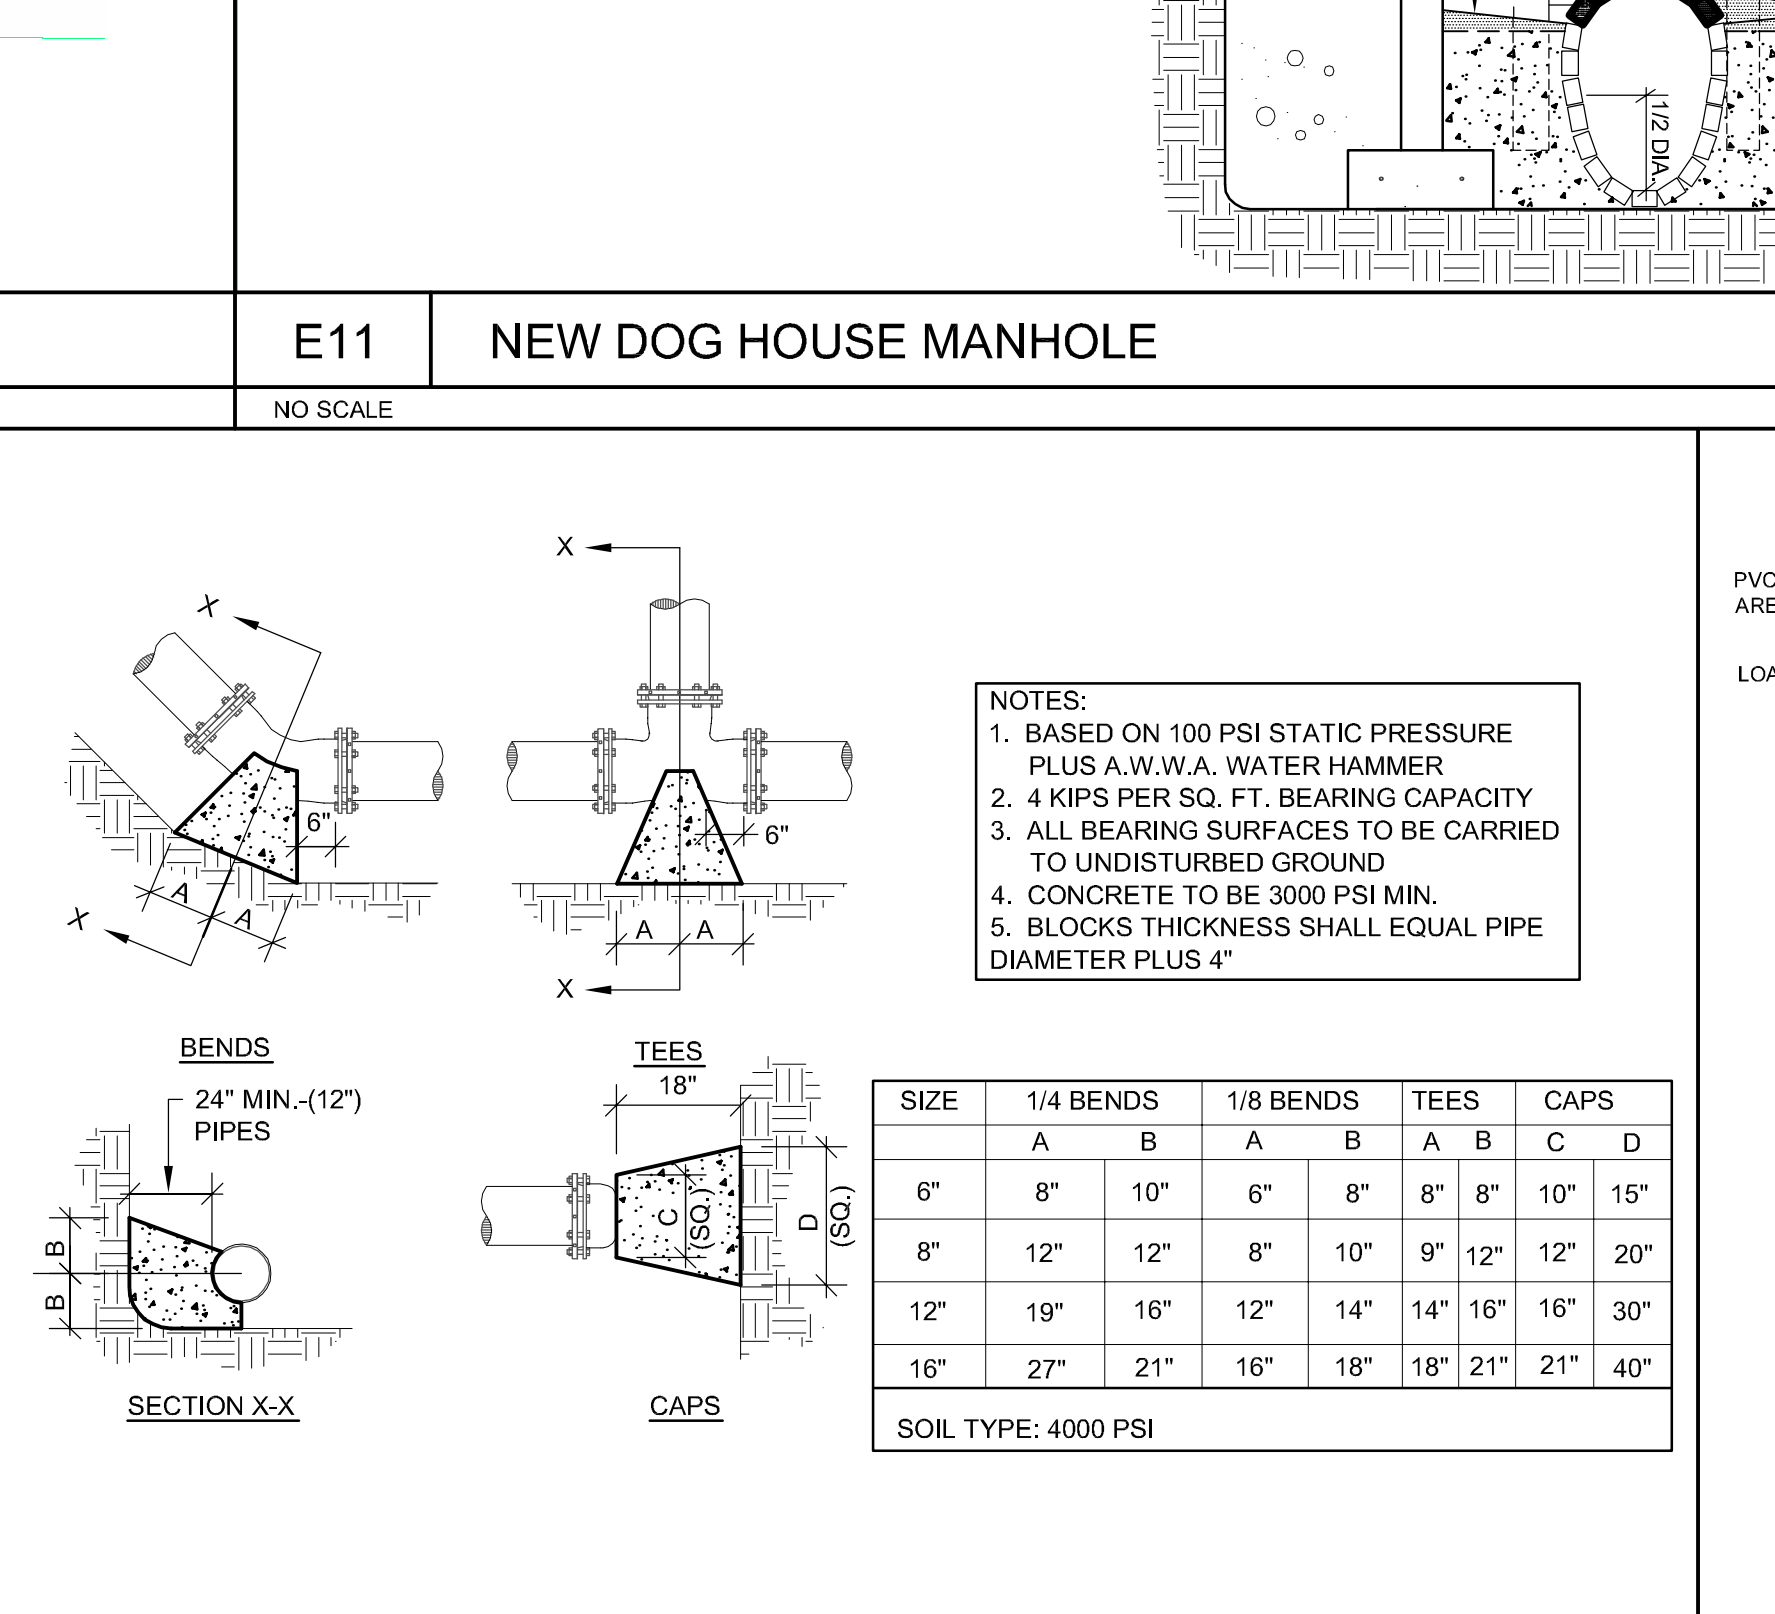 1/2 DIA.
E11 NEW DOG HOUSE MANHOLE
NO SCALE
X
X
6"
A
A
X
BENDS
X
6"
A A
X
TEES
NOTES:
1. BASED ON 100 PSI STATIC PRESSURE
PLUS A.W.W.A. WATER HAMMER
2. 4 KIPS PER SQ. FT. BEARING CAPACITY
3. ALL BEARING SURFACES TO BE CARRIED
TO UNDISTURBED GROUND
4. CONCRETE TO BE 3000 PSI MIN.
5. BLOCKS THICKNESS SHALL EQUAL PIPE
DIAMETER PLUS 4"
PVC
ARE
LOA
24" MIN.-(12")
PIPES
B
B
SECTION X-X
18"
C
(SQ.)
D
(SQ.)
CAPS
SIZE 1/4 BENDS 1/8 BENDS TEES CAPS
A B A B A B C D
6" 8" 10" 6" 8" 8" 8" 10" 15"
8" 12" 12" 8" 10" 9" 12" 12" 20"
12" 19" 16" 12" 14" 14" 16" 16" 30"
16" 27" 21" 16" 18" 18" 21" 21" 40"
SOIL TYPE: 4000 PSI